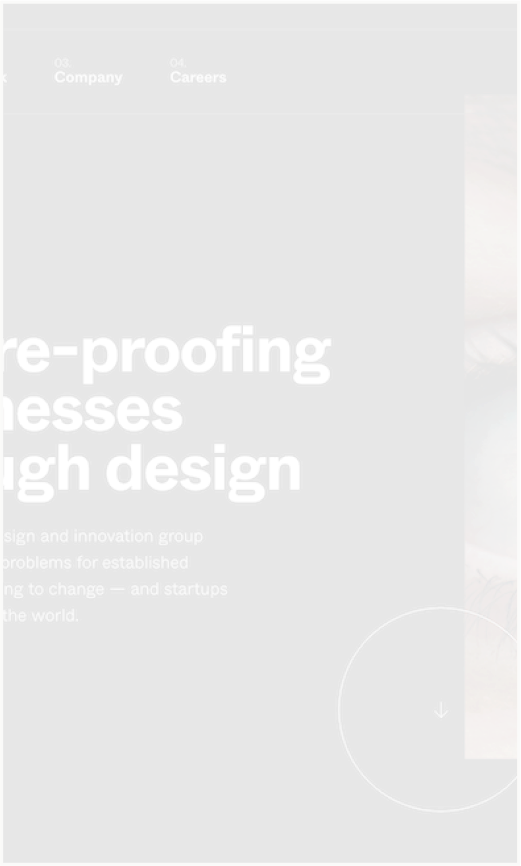 03.
04.
Company
Careers
re-proofing
nesses
ugh design
sign and innovation group
problems for established
ng to change — and startups
the world.